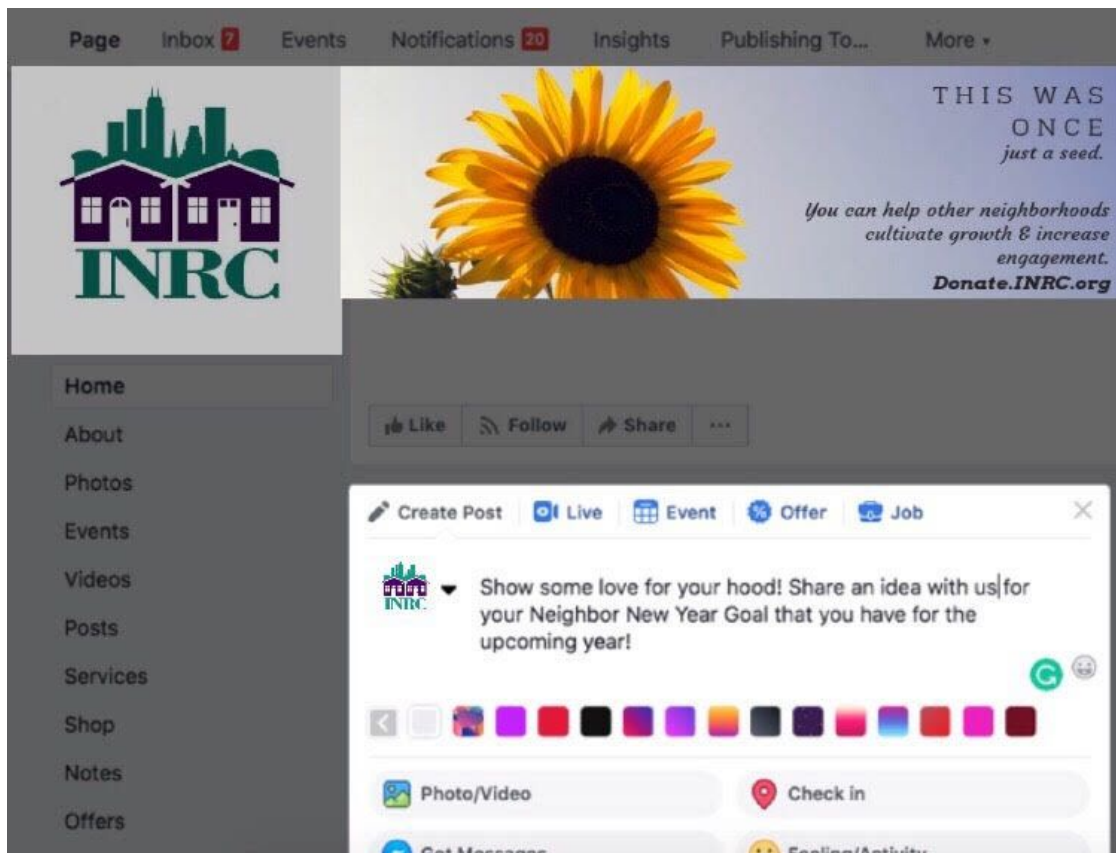 Page Inbox 7 Events Notifications 20 Insights Publishing To... More
INRC
THIS WAS
ONCE
just a seed.
You can help other neighborhoods
cultivate growth & increase
engagement.
Donate.INRC.org
Home
About
Photos
Events
Videos
Posts
Services
Shop
Notes
Offers
Like Follow Share ...
Create Post Live Event Offer Job
INRC
Show some love for your hood! Share an idea with us for
your Neighbor New Year Goal that you have for the
upcoming year!
Photo/Video Check in
Get Messages Feeling/Activity